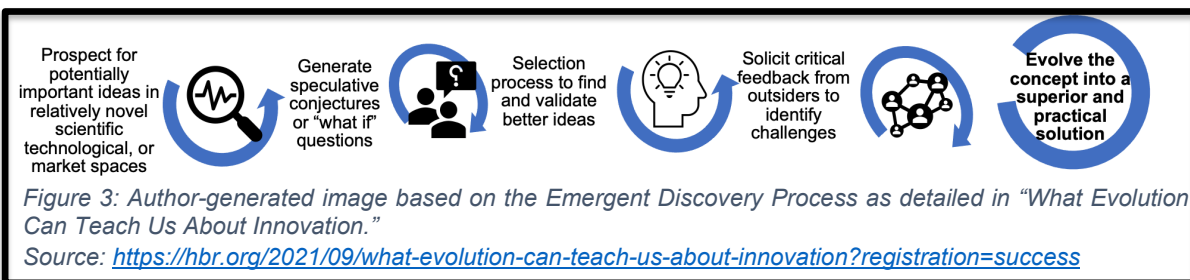 Prospect for
potentially
important ideas in
relatively novel
scientific
technological, or
market spaces
Generate
speculative
conjectures
or “what if”
questions
?
Selection
process to find
and validate
better ideas
Solicit critical
feedback from
outsiders to
identify
challenges
Evolve the
concept into a
superior and
practical
solution
Figure 3: Author-generated image based on the Emergent Discovery Process as detailed in “What Evolution
Can Teach Us About Innovation.”
Source: https://hbr.org/2021/09/what-evolution-can-teach-us-about-innovation?registration=success